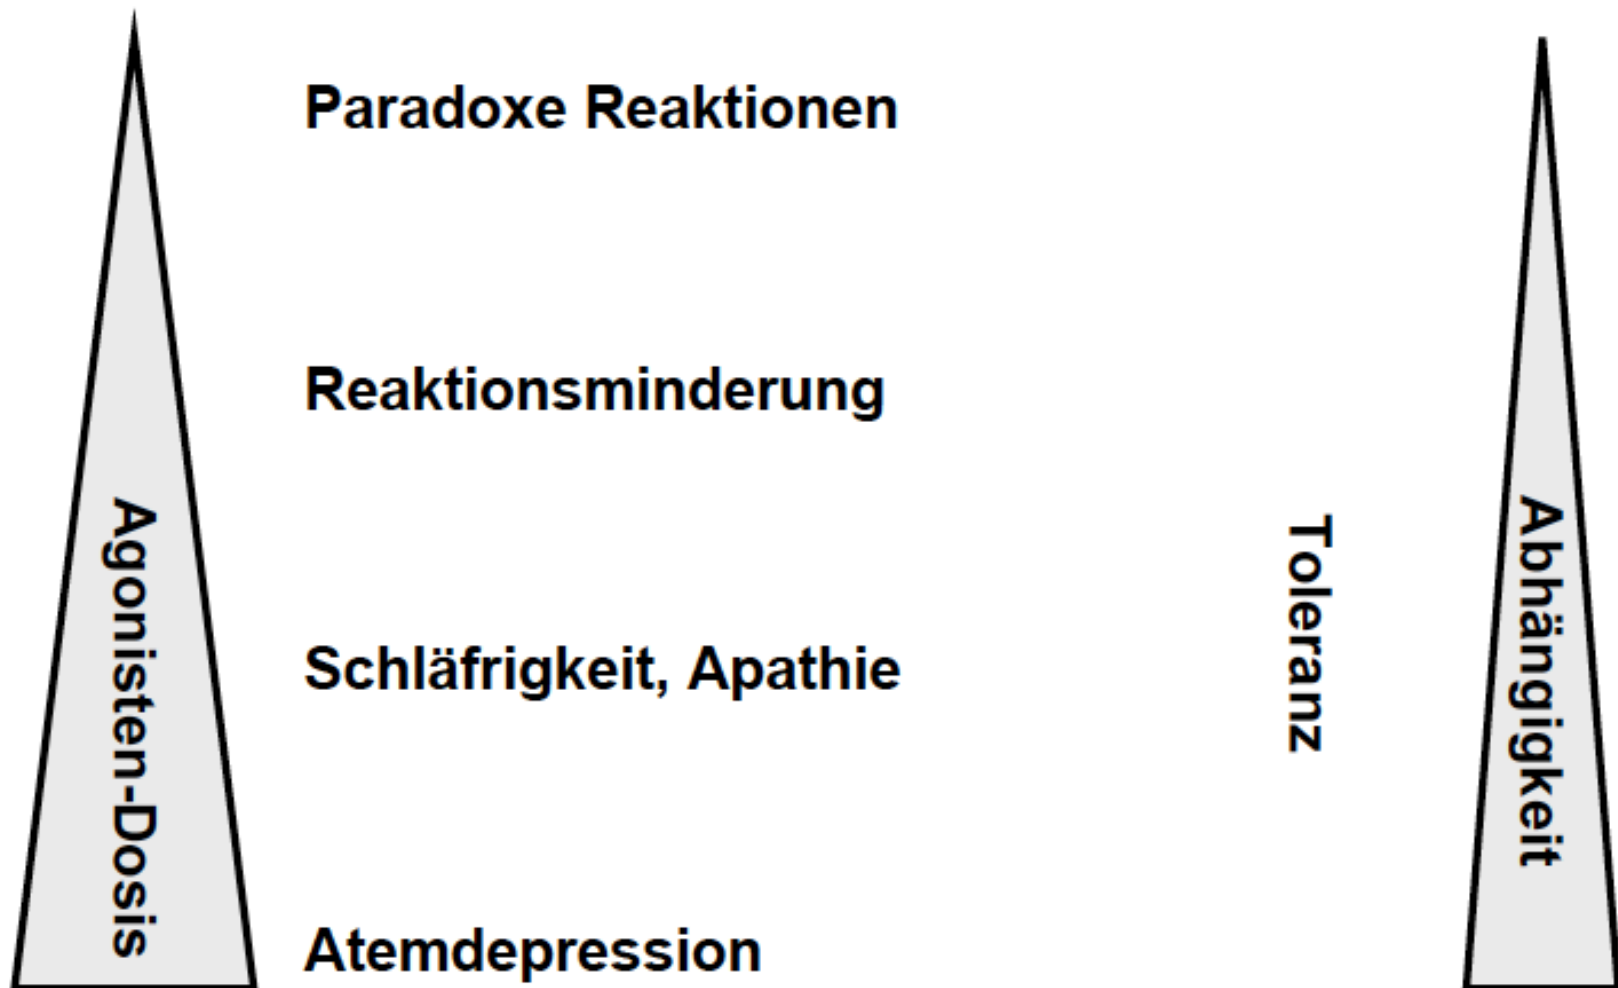 Paradoxe Reaktionen
Reaktionsminderung
Schläfrigkeit, Apathie
Atemdepression
Agonisten-Dosis
Toleranz
Abhängigkeit